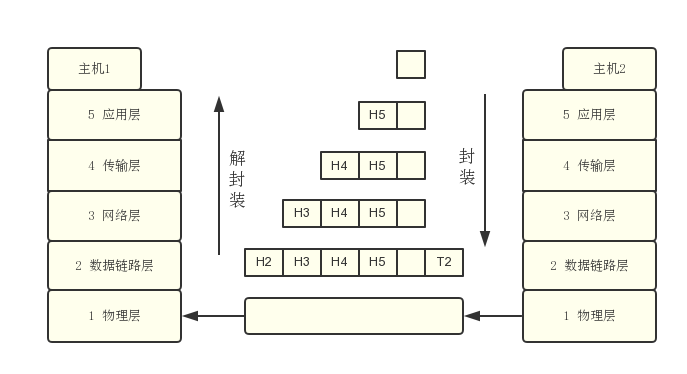 主机1
主机2
5 应用层
H5
5 应用层
4 传输层
H4 H5
4 传输层
解封装
封装
3 网络层
H3 H4 H5
3 网络层
2 数据链路层
H2 H3 H4 H5 T2
2 数据链路层
1 物理层
1 物理层